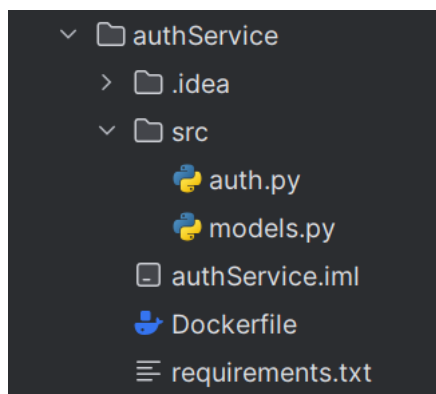 authService
.idea
src
auth.py
models.py
authService.iml
Dockerfile
requirements.txt